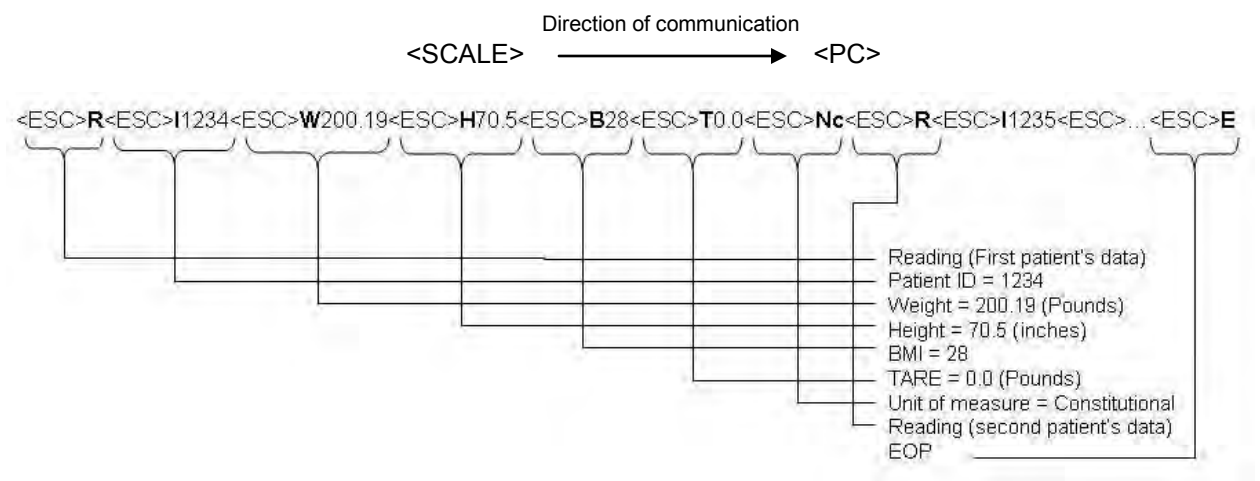 Direction of communication
<SCALE> <PC>
<ESC>R<ESC>I1234<ESC>W200.19<ESC>H70.5<ESC>B28<ESC>T0.0<ESC>Nc<ESC>R<ESC>I1235<ESC>...<ESC>E
Reading (First patient's data)
Patient ID = 1234
Weight = 200.19 (Pounds)
Height = 70.5 (inches)
BMI = 28
TARE = 0.0 (Pounds)
Unit of measure = Constitutional
Reading (second patient's data)
EOP